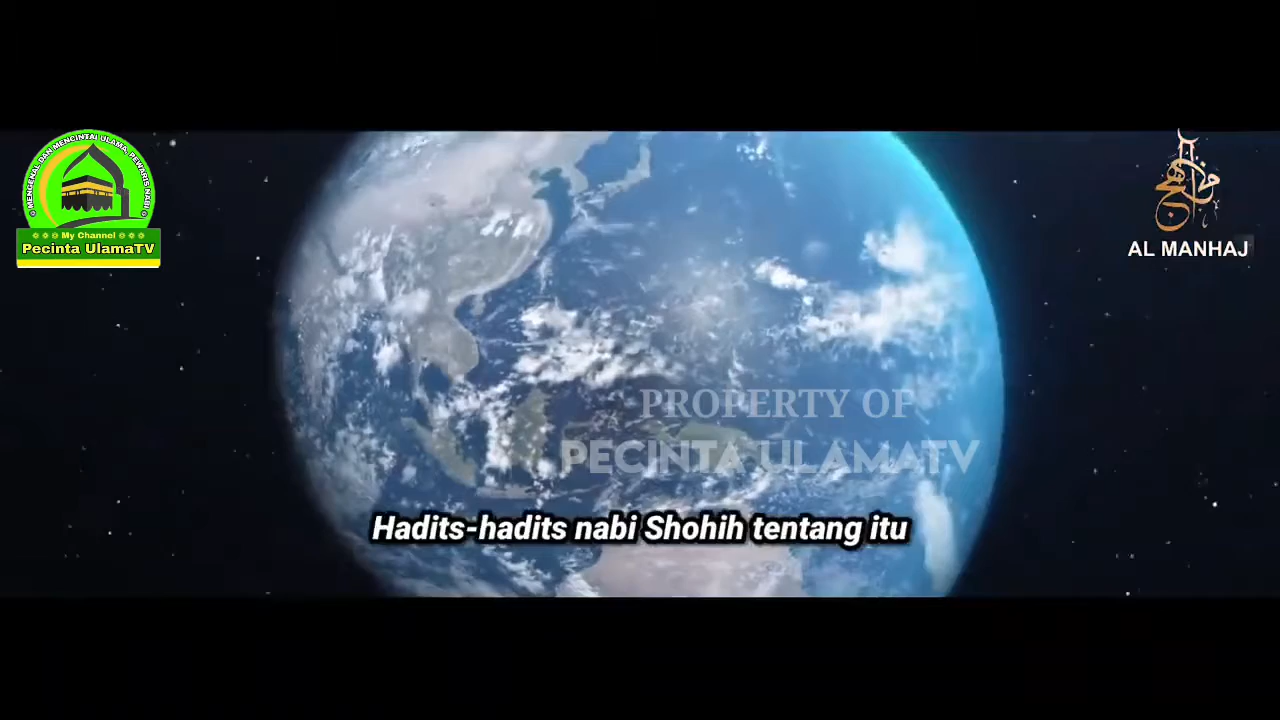 MENGENAL DAN MENCINTAI ULAMA PEWARIS NABI
My Channel
Pecinta UlamaTV
منهج
AL MANHAJ
PROPERTY OF
PECINTA ULAMATV
Hadits-hadits nabi Shohih tentang itu